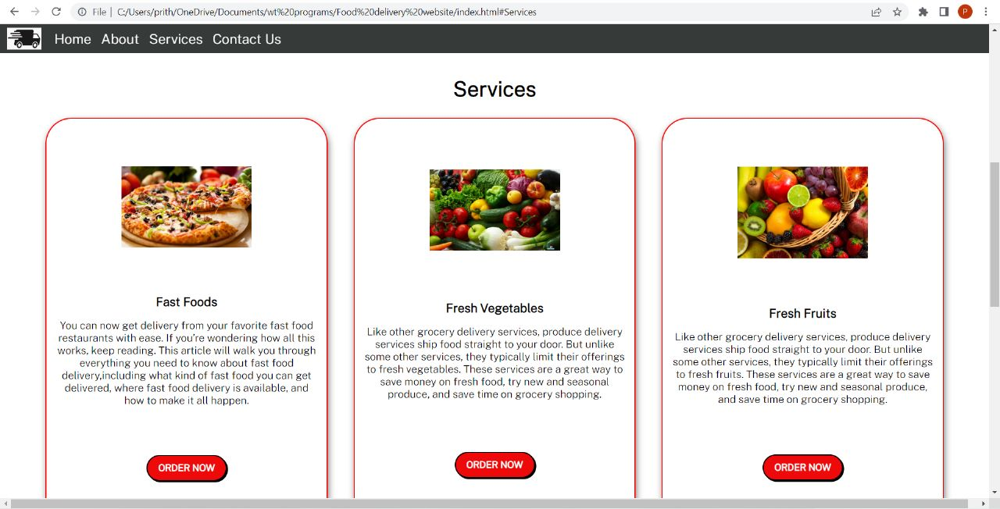 File | C:/Users/prith/OneDrive/Documents/wt%20programs/Food%20delivery%20website/index.html#Services
P
Home About Services Contact Us
Services
Fast Foods
You can now get delivery from your favorite fast food
restaurants with ease. If you're wondering how all this
works, keep reading. This article will walk you through
everything you need to know about fast food
delivery,including what kind of fast food you can get
delivered, where fast food delivery is available, and
how to make it all happen.
ORDER NOW
Fresh Vegetables
Like other grocery delivery services, produce delivery
services ship food straight to your door. But unlike
some other services, they typically limit their offerings
to fresh vegetables. These services are a great way to
save money on fresh food, try new and seasonal
produce, and save time on grocery shopping.
ORDER NOW
Fresh Fruits
Like other grocery delivery services, produce delivery
services ship food straight to your door. But unlike
some other services, they typically limit their offerings
to fresh fruits. These services are a great way to save
money on fresh food, try new and seasonal produce,
and save time on grocery shopping.
ORDER NOW